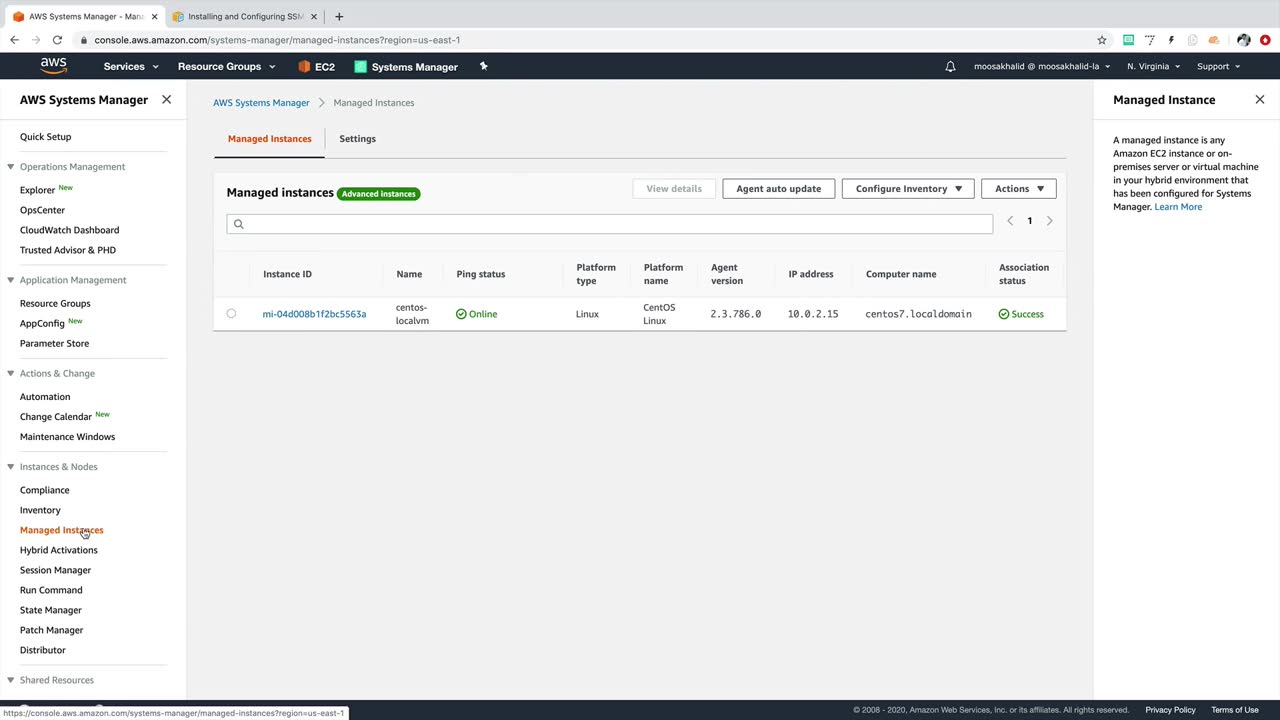 AWS Systems Manager - Mana
Installing and Configuring SSM
console.aws.amazon.com/systems-manager/managed-instances?region=us-east-1
aws
Services
Resource Groups
EC2
Systems Manager
moosakhalid @ moosakhalid-la
N. Virginia
Support
AWS Systems Manager
Quick Setup
Operations Management
Explorer New
OpsCenter
CloudWatch Dashboard
Trusted Advisor & PHD
Application Management
Resource Groups
AppConfig New
Parameter Store
Actions & Change
Automation
Change Calendar New
Maintenance Windows
Instances & Nodes
Compliance
Inventory
Managed Instances
Hybrid Activations
Session Manager
Run Command
State Manager
Patch Manager
Distributor
Shared Resources
AWS Systems Manager > Managed Instances
Managed Instances
Settings
Managed instances Advanced instances
View details
Agent auto update
Configure Inventory
Actions
1
Instance ID
Name
Ping status
Platform
type
Platform
name
Agent
version
IP address
Computer name
Association
status
mi-04d008b1f2bc5563a
centos-
localvm
Online
Linux
CentOS
Linux
2.3.786.0
10.0.2.15
centos7.localdomain
Success
Managed Instance
A managed instance is any
Amazon EC2 instance or on-
premises server or virtual machine
in your hybrid environment that
has been configured for Systems
Manager. Learn More
https://console.aws.amazon.com/systems-manager/managed-instances?region=us-east-1
© 2008 - 2020, Amazon Web Services, Inc. or its affiliates. All rights reserved.
Privacy Policy
Terms of Use